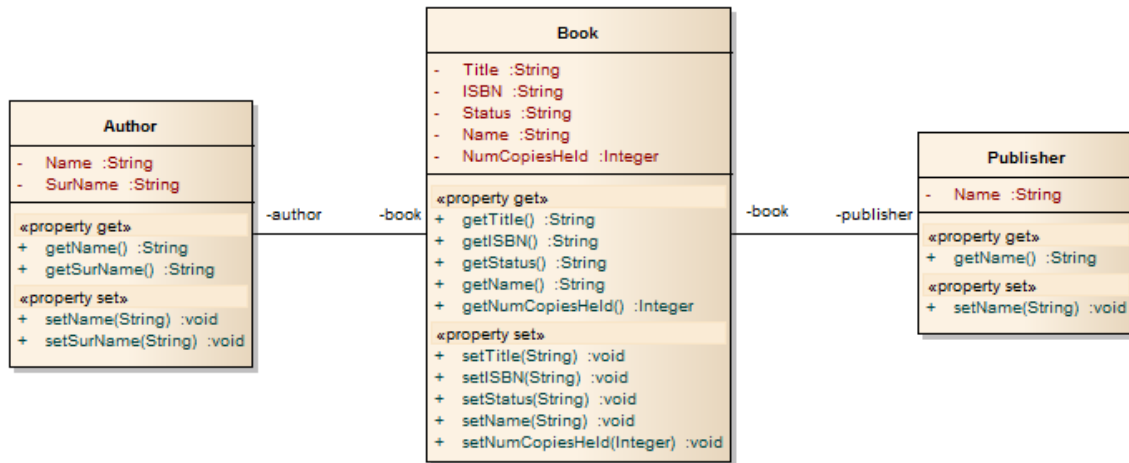 Author
- Name :String
- SurName :String
«property get»
+ getName() :String
+ getSurName() :String
«property set»
+ setName(String) :void
+ setSurName(String) :void
-author
-book
Book
- Title :String
- ISBN :String
- Status :String
- Name :String
- NumCopiesHeld :Integer
«property get»
+ getTitle() :String
+ getISBN() :String
+ getStatus() :String
+ getName() :String
+ getNumCopiesHeld() :Integer
«property set»
+ setTitle(String) :void
+ setISBN(String) :void
+ setStatus(String) :void
+ setName(String) :void
+ setNumCopiesHeld(Integer) :void
-book
-publisher
Publisher
- Name :String
«property get»
+ getName() :String
«property set»
+ setName(String) :void